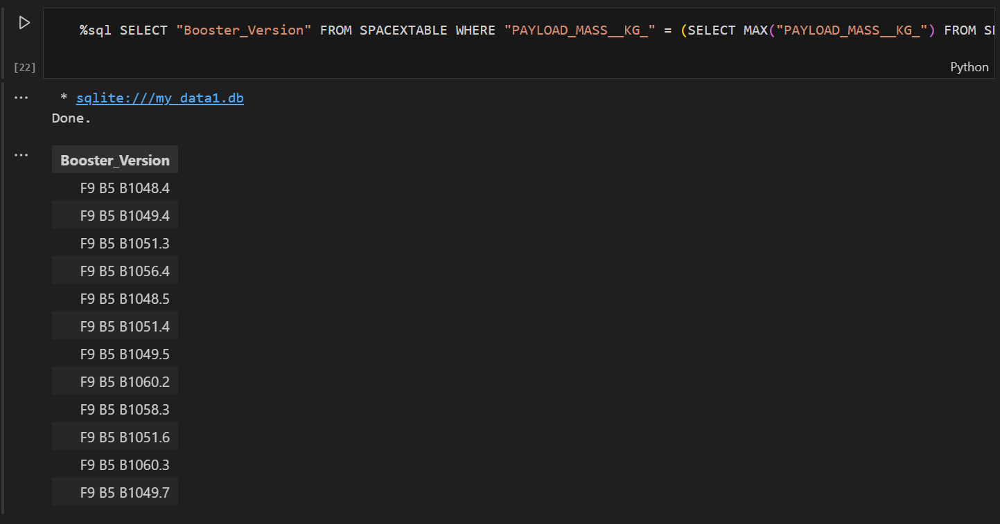 %sql SELECT "Booster_Version" FROM SPACEXTABLE WHERE "PAYLOAD_MASS__KG_" = (SELECT MAX("PAYLOAD_MASS__KG_") FROM
[22]
Python
* sqlite:///my_data1.db
Done.
Booster_Version
F9 B5 B1048.4
F9 B5 B1049.4
F9 B5 B1051.3
F9 B5 B1056.4
F9 B5 B1048.5
F9 B5 B1051.4
F9 B5 B1049.5
F9 B5 B1060.2
F9 B5 B1058.3
F9 B5 B1051.6
F9 B5 B1060.3
F9 B5 B1049.7